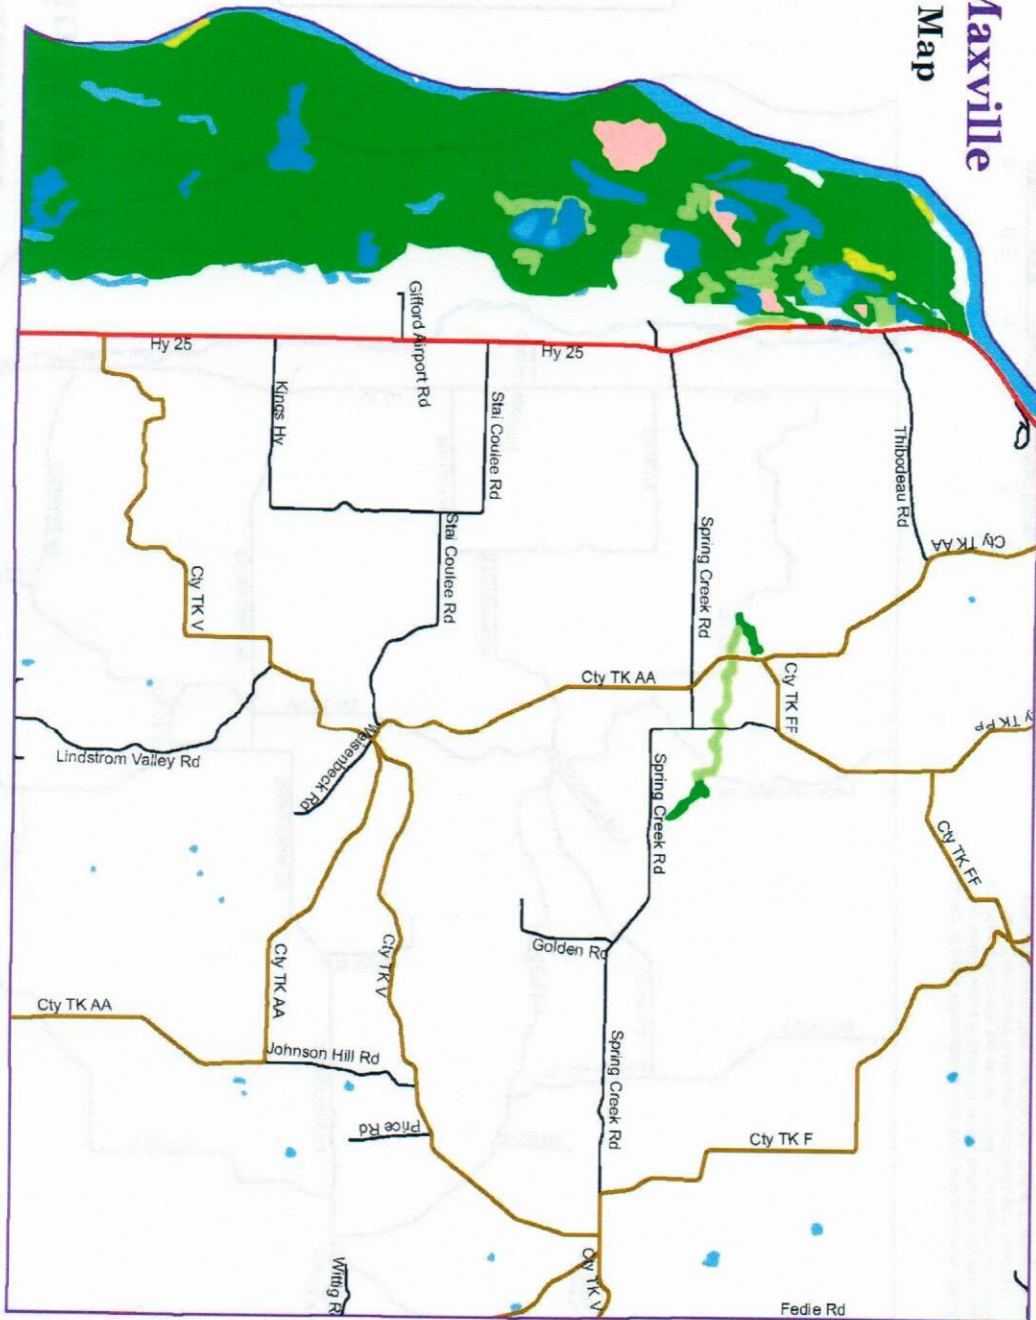 Maxville
Map
Hy 25
Gifford Airport Rd
Hy 25
Kings Hy
Stai Coulee Rd
Stai Coulee Rd
Thibodeau Rd
Cty TK AA
Spring Creek Rd
Cty TK V
Cty TK AA
Cty TK FF
Lindstrom Valley Rd
Weisenbeck Rd
Spring Creek Rd
Cty TK FF
Golden Rd
Cty TK V
Cty TK AA
Cty TK AA
Johnson Hill Rd
Spring Creek Rd
Price Rd
Cty TK F
Cty TK V
Wittig R
Fedie Rd